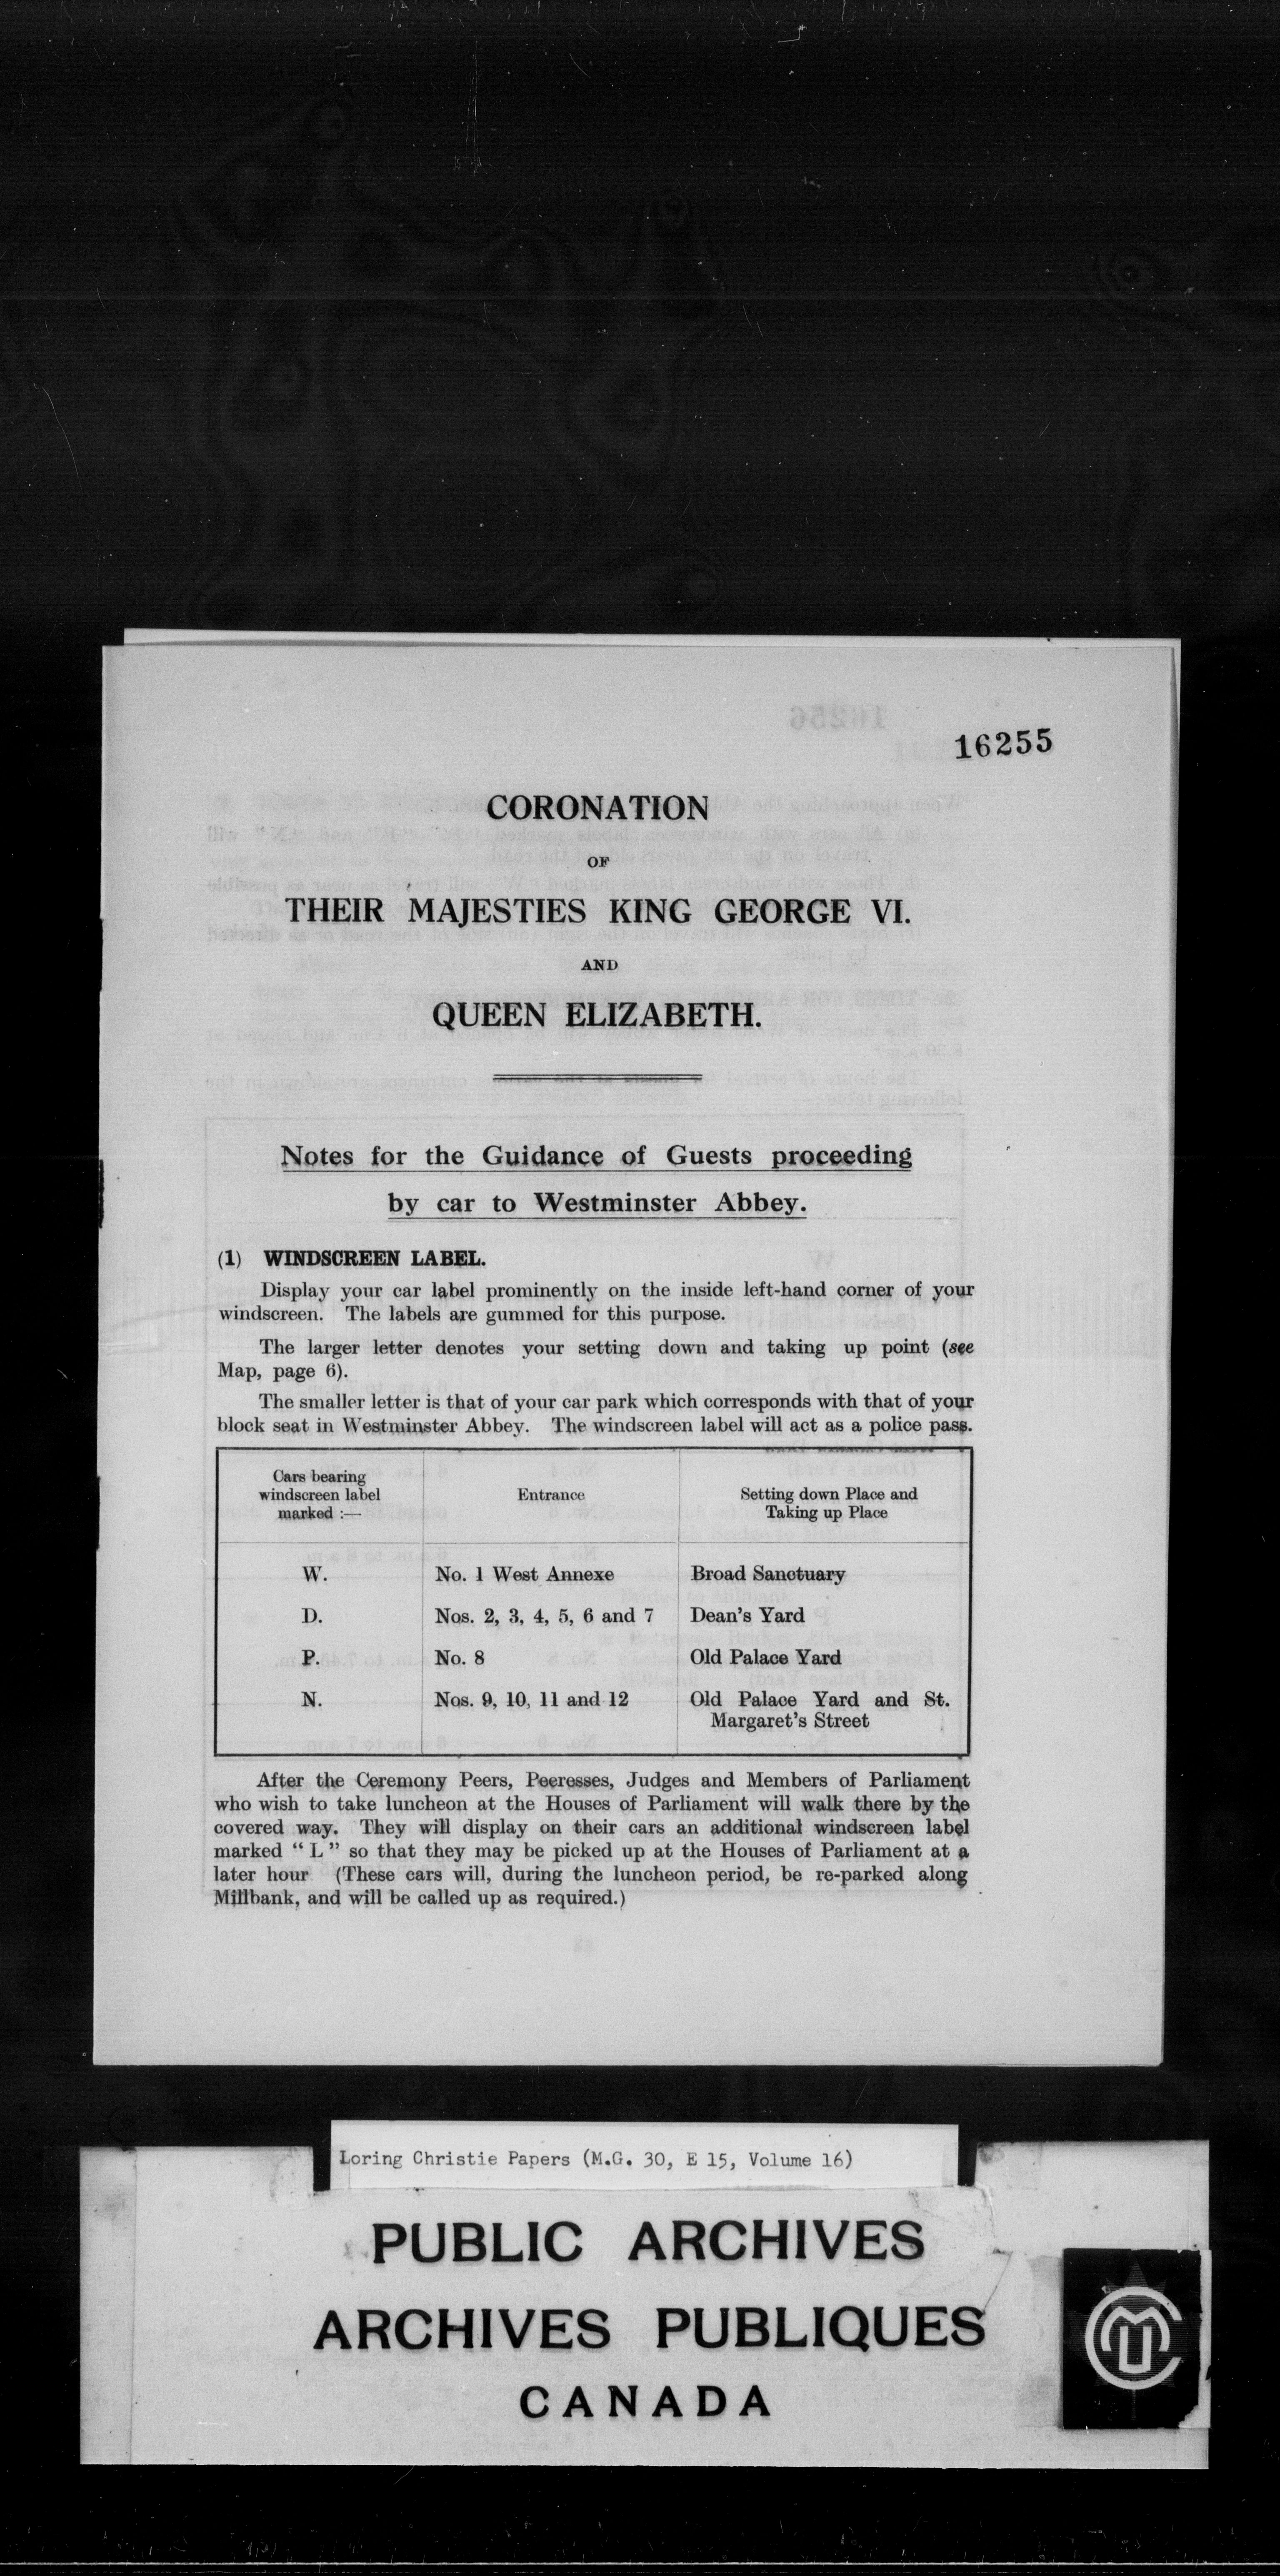 16255
CORONATION
OF
THEIR MAJESTIES KING GEORGE VI.
AND
QUEEN ELIZABETH.
Notes for the Guidance of Guests proceeding
by car to Westminster Abbey.
(1) WINDSCREEN LABEL.
Display your car label prominently on the inside left-hand corner of your
windscreen. The labels are gummed for this purpose.
The larger letter denotes your setting down and taking up point (see
Map, page 6).
The smaller letter is that of your car park which corresponds with that of your
block seat in Westminster Abbey. The windscreen label will act as a police pass.
Cars bearing
windscreen label
marked :—
Entrance
Setting down Place and
Taking up Place
W. No. 1 West Annexe Broad Sanctuary
D. Nos. 2, 3, 4, 5, 6 and 7 Dean's Yard
P. No. 8 Old Palace Yard
N. Nos. 9, 10, 11 and 12 Old Palace Yard and St.
Margaret's Street
After the Ceremony Peers, Peeresses, Judges and Members of Parliament
who wish to take luncheon at the Houses of Parliament will walk there by the
covered way. They will display on their cars an additional windscreen label
marked "L" so that they may be picked up at the Houses of Parliament at a
later hour (These cars will, during the luncheon period, be re-parked along
Millbank, and will be called up as required.)
Loring Christie Papers (M.G. 30, E 15, Volume 16)
PUBLIC ARCHIVES
ARCHIVES PUBLIQUES
CANADA